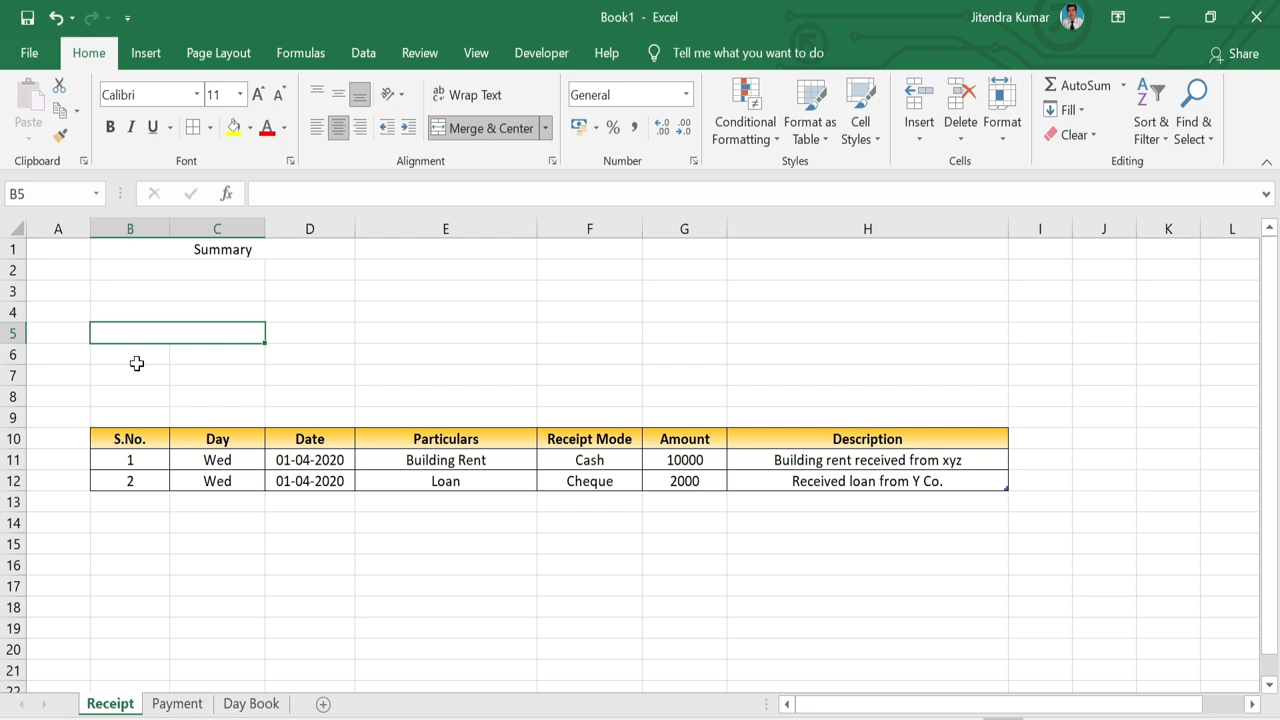 Book1 - Excel
Jitendra Kumar
File Home Insert Page Layout Formulas Data Review View Developer Help Tell me what you want to do Share
Paste
Calibri 11
Wrap Text
General
Merge & Center
Conditional Formatting
Format as Table
Cell Styles
Insert
Delete
Format
AutoSum
Fill
Clear
Sort & Filter
Find & Select
Clipboard Font Alignment Number Styles Cells Editing
B5 fx
A B C D E F G H I J K L
1 Summary
2
3
4
5
6
7
8
9
10 S.No. Day Date Particulars Receipt Mode Amount Description
11 1 Wed 01-04-2020 Building Rent Cash 10000 Building rent received from xyz
12 2 Wed 01-04-2020 Loan Cheque 2000 Received loan from Y Co.
13
14
15
16
17
18
19
20
21
22
Receipt Payment Day Book